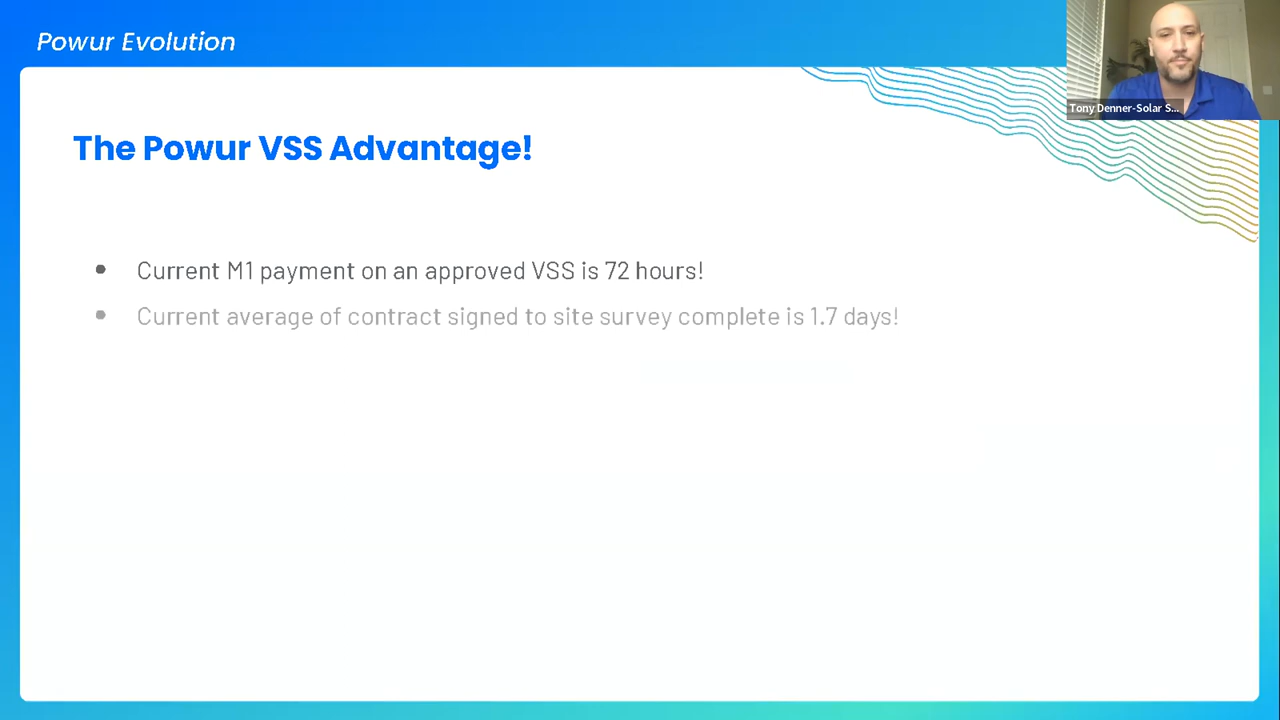 Powur Evolution
Tony Denner-Solar S...
The Powur VSS Advantage!
• Current M1 payment on an approved VSS is 72 hours!
• Current average of contract signed to site survey complete is 1.7 days!